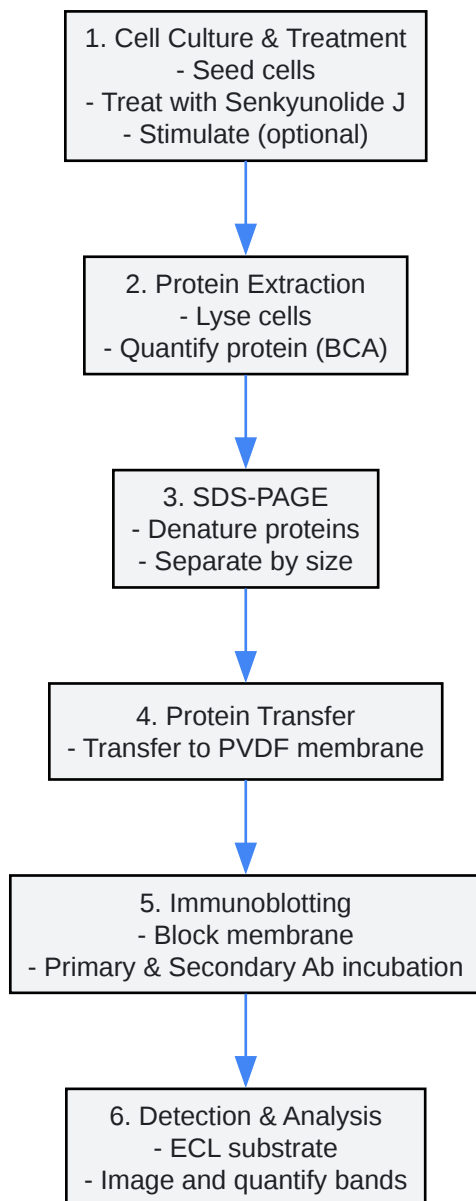 1. Cell Culture & Treatment
- Seed cells
- Treat with Senkyunolide J
- Stimulate (optional)
2. Protein Extraction
- Lyse cells
- Quantify protein (BCA)
3. SDS-PAGE
- Denature proteins
- Separate by size
4. Protein Transfer
- Transfer to PVDF membrane
5. Immunoblotting
- Block membrane
- Primary & Secondary Ab incubation
6. Detection & Analysis
- ECL substrate
- Image and quantify bands